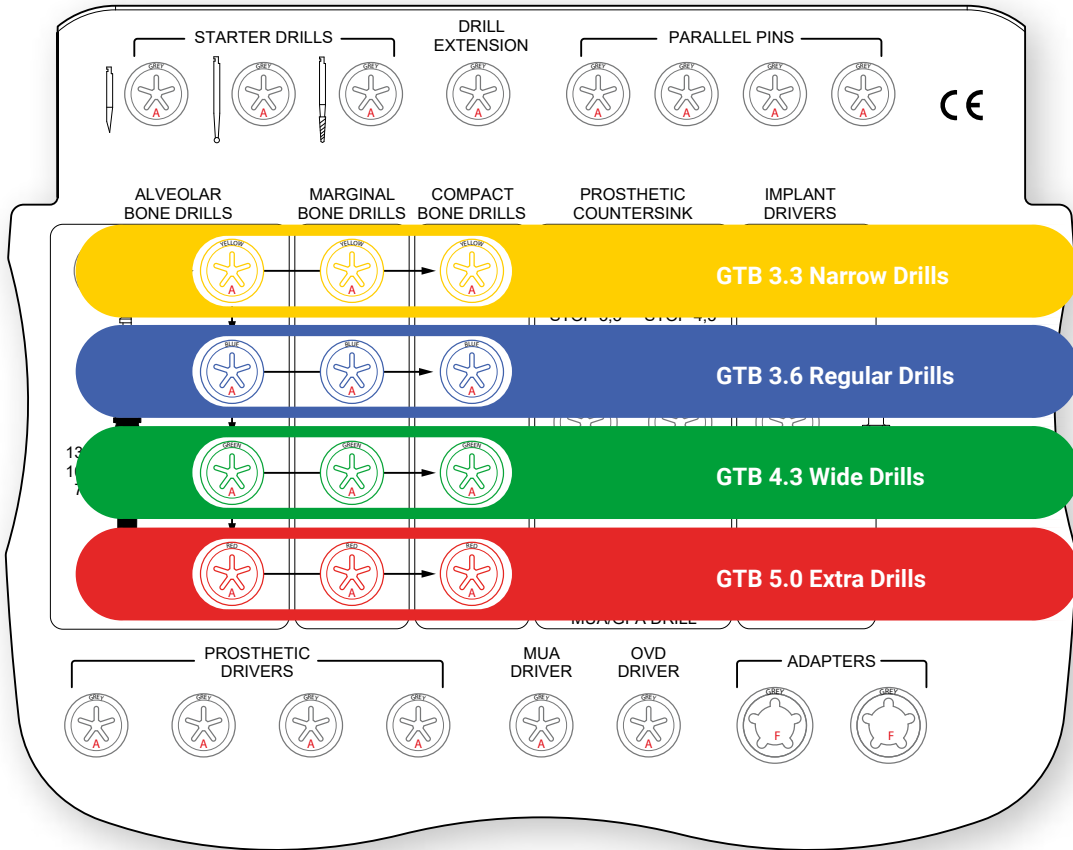 STARTER DRILLS
DRILL
EXTENSION
PARALLEL PINS
GREY GREY GREY GREY GREY GREY GREY GREY
A A A A A A A A
CE
ALVEOLAR
BONE DRILLS
MARGINAL
BONE DRILLS
COMPACT
BONE DRILLS
PROSTHETIC
COUNTERSINK
IMPLANT
DRIVERS
YELLOW YELLOW YELLOW
A A A
GTB 3.3 Narrow Drills
BLUE BLUE BLUE
A A A
GTB 3.6 Regular Drills
GREEN GREEN GREEN
A A A
GTB 4.3 Wide Drills
RED RED RED
A A A
GTB 5.0 Extra Drills
PROSTHETIC
DRIVERS
MUA
DRIVER
OVD
DRIVER
ADAPTERS
GREY GREY GREY GREY GREY GREY GREY GREY
A A A A A A F F